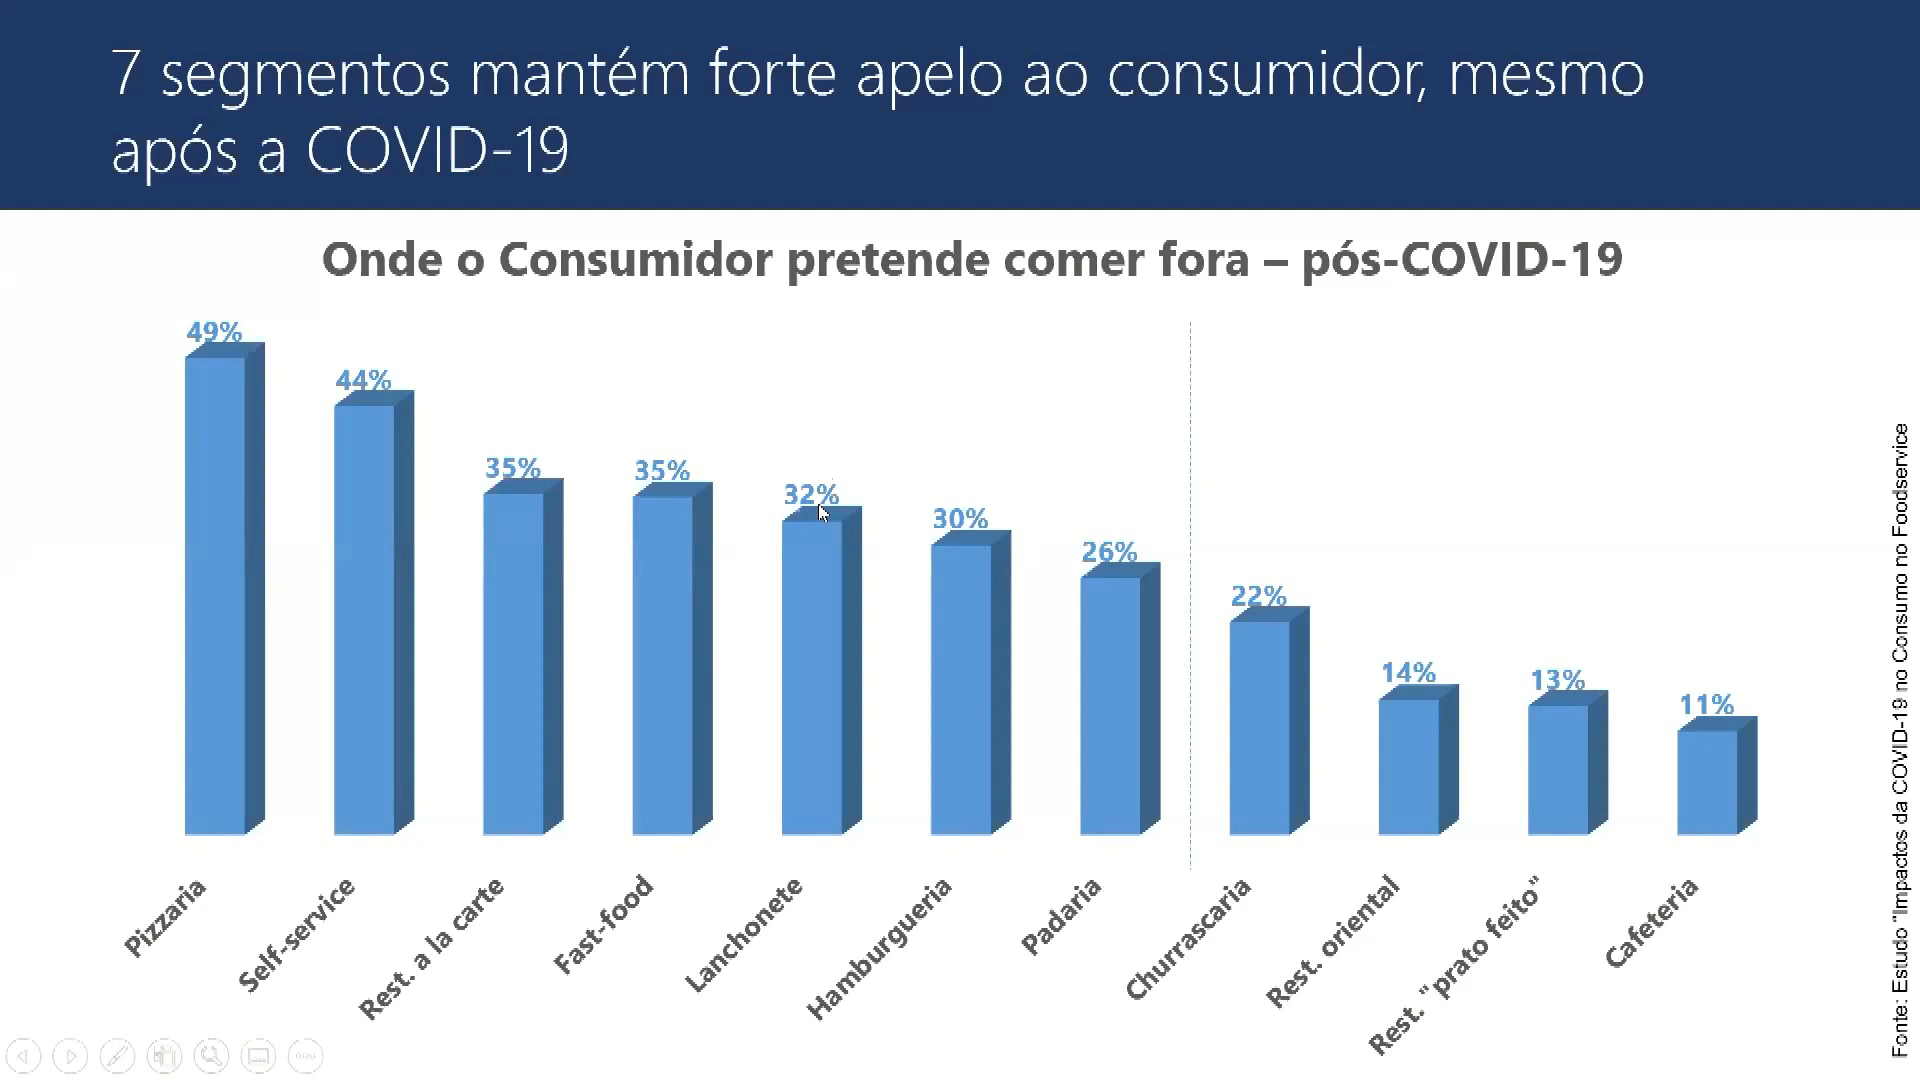 7 segmentos mantém forte apelo ao consumidor, mesmo
após a COVID-19
Onde o Consumidor pretende comer fora – pós-COVID-19
49%
44%
35%
35%
32%
30%
26%
22%
14%
13%
11%
Pizzaria
Self-service
Rest. a la carte
Fast-food
Lanchonete
Hamburgueria
Padaria
Churrascaria
Rest. oriental
Rest. "prato feito"
Cafeteria
Fonte: Estudo "Impactos da COVID-19 no Consumo no Foodservice